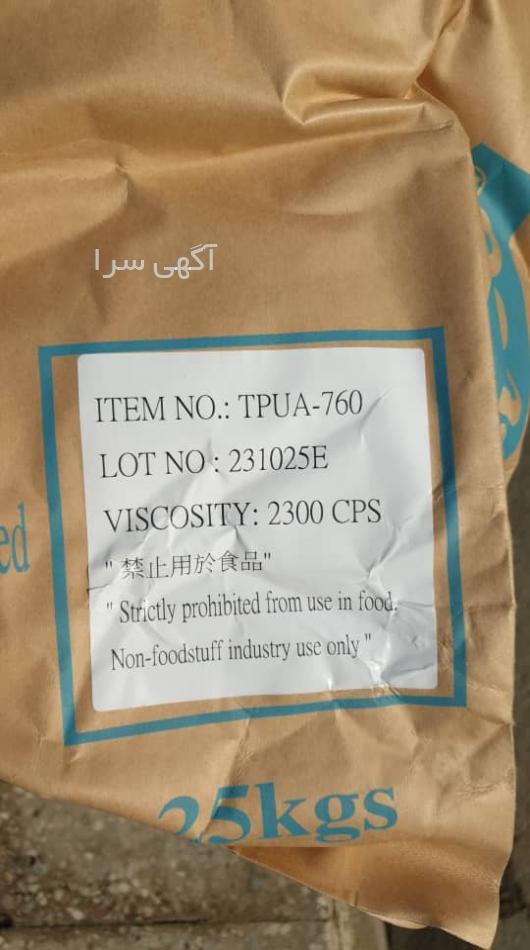 آگهی سرا
ITEM NO.: TPUA-760
LOT NO : 231025E
VISCOSITY: 2300 CPS
" 禁止用於食品"
" Strictly prohibited from use in food.
Non-foodstuff industry use only "
ed
25kgs